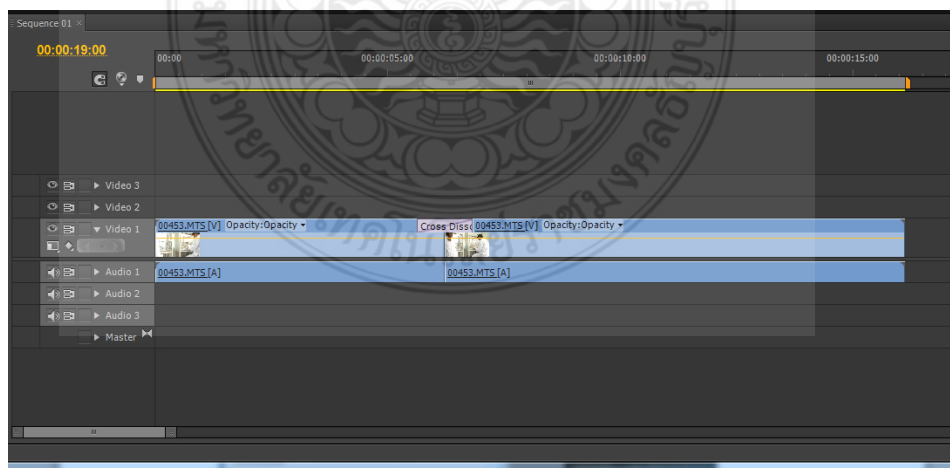 Sequence 01
00:00:19:00
00:00 00:00:05:00 00:00:10:00 00:00:15:00
Video 3
Video 2
Video 1 00453.MTS [V] Opacity:Opacity Cross Diss 00453.MTS [V] Opacity:Opacity
Audio 1 00453.MTS [A] 00453.MTS [A]
Audio 2
Audio 3
Master